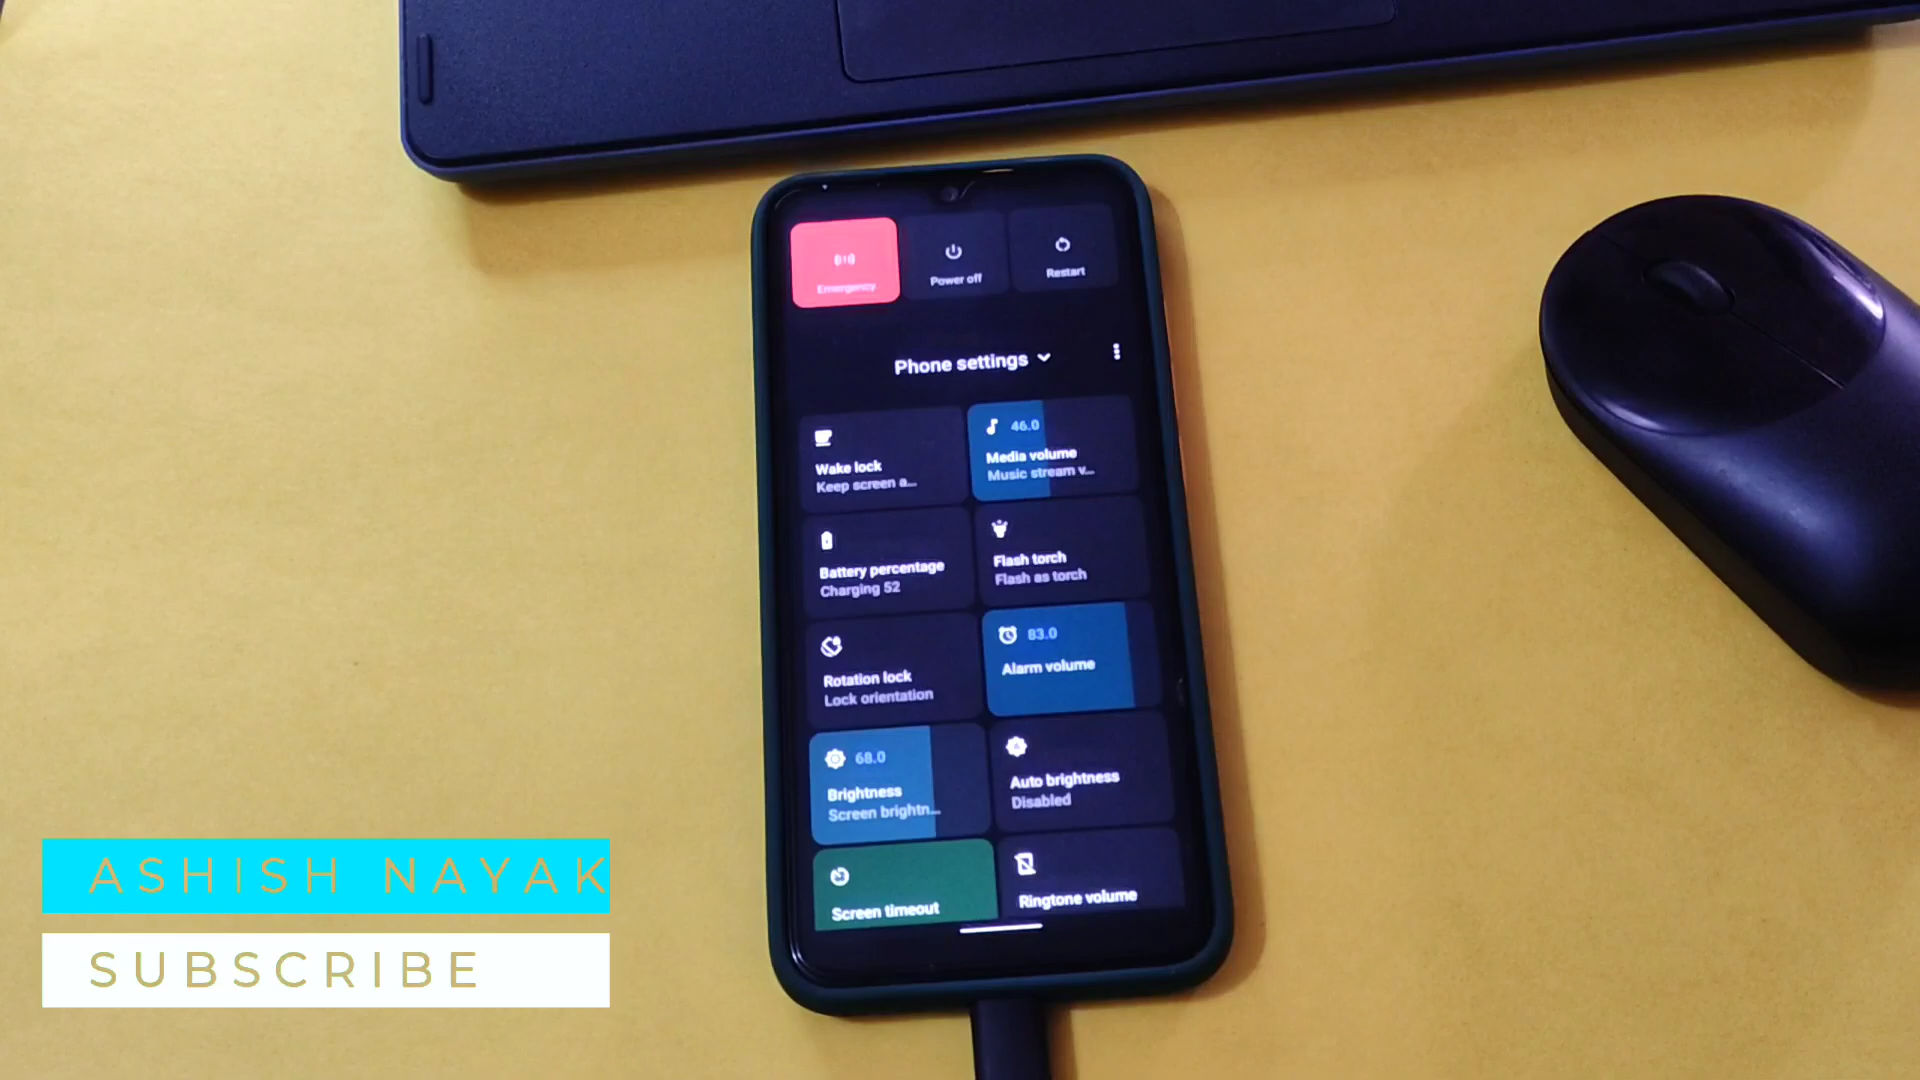 Emergency
Power off
Restart
Phone settings
Wake lock
Keep screen a...
46.0
Media volume
Music stream v...
Battery percentage
Charging 52
Flash torch
Flash as torch
Rotation lock
Lock orientation
83.0
Alarm volume
68.0
Brightness
Screen brightn...
Auto brightness
Disabled
Screen timeout
Ringtone volume
ASHISH NAYAK
SUBSCRIBE